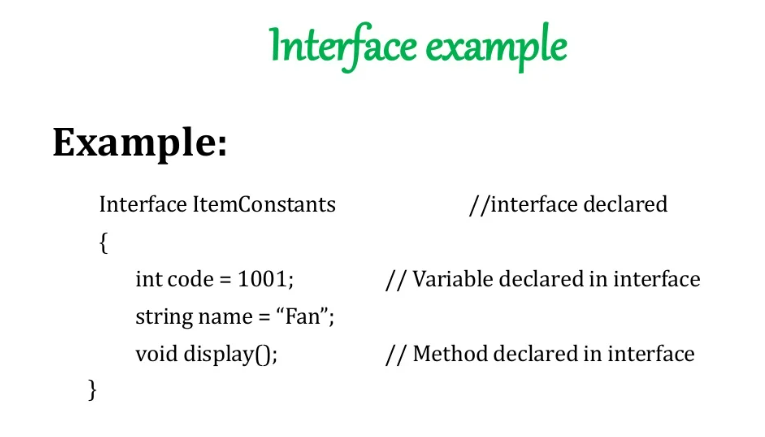 Interface example
Example:
Interface ItemConstants //interface declared
{
int code = 1001; // Variable declared in interface
string name = “Fan”;
void display(); // Method declared in interface
}